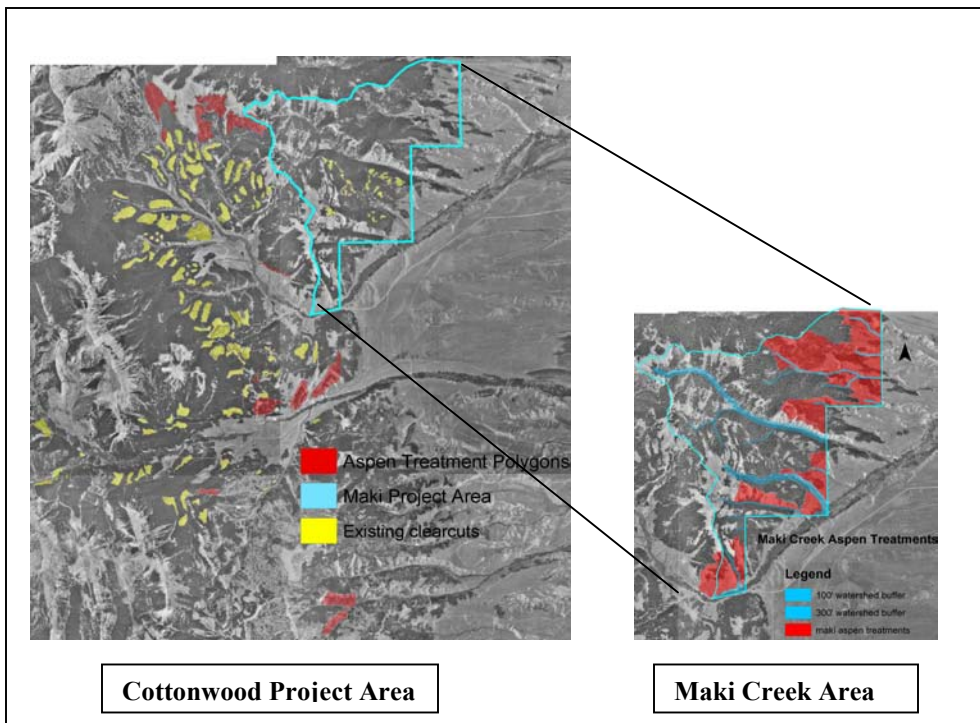 Aspen Treatment Polygons
Maki Project Area
Existing clearcuts
Cottonwood Project Area
Maki Creek Aspen Treatments
Legend
100' watershed buffer
300' watershed buffer
maki aspen treatments
Maki Creek Area